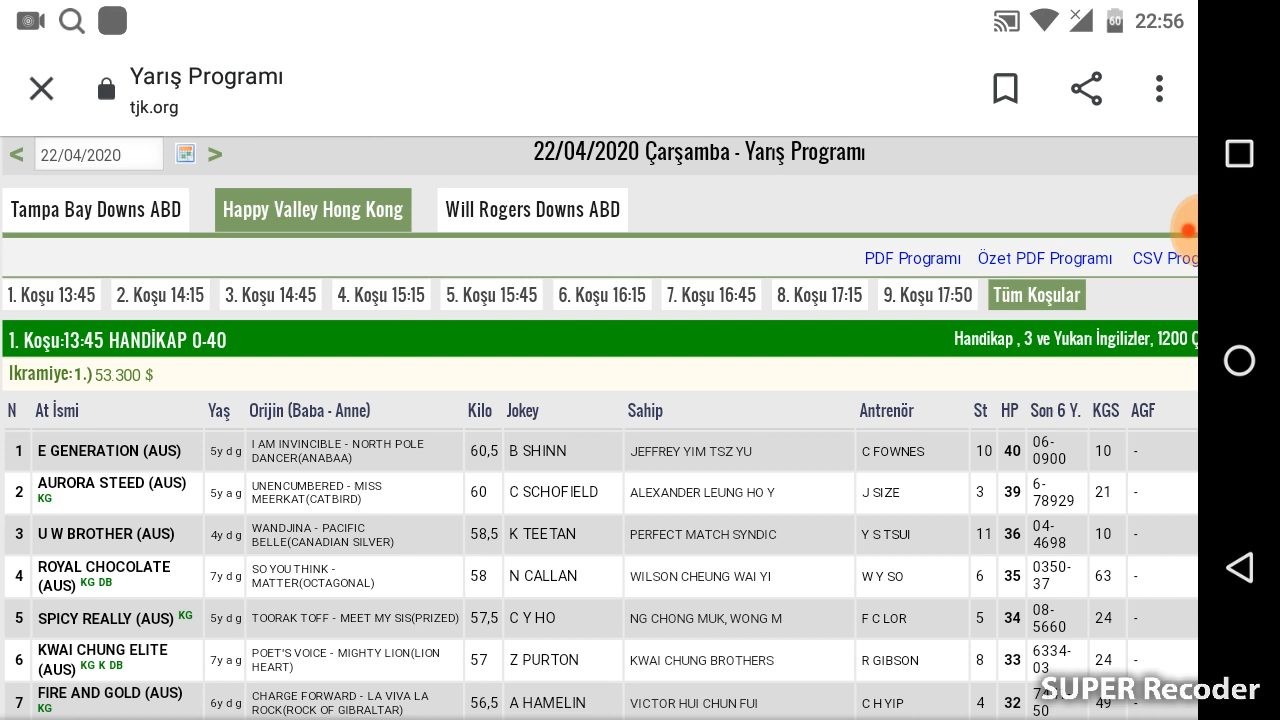 60 22:56
Yarış Programı
tjk.org
< 22/04/2020 > 22/04/2020 Çarşamba - Yarış Programı
Tampa Bay Downs ABD Happy Valley Hong Kong Will Rogers Downs ABD
PDF Programı Özet PDF Programı CSV Prog
1. Koşu 13:45 2. Koşu 14:15 3. Koşu 14:45 4. Koşu 15:15 5. Koşu 15:45 6. Koşu 16:15 7. Koşu 16:45 8. Koşu 17:15 9. Koşu 17:50 Tüm Koşular
1. Koşu:13:45 HANDİKAP 0-40 Handikap , 3 ve Yukarı İngilizler, 1200 Ç
İkramiye:1.) 53.300 $
N At İsmi Yaş Orijin (Baba - Anne) Kilo Jokey Sahip Antrenör St HP Son 6 Y. KGS AGF
1 E GENERATION (AUS) 5y d g I AM INVINCIBLE - NORTH POLE DANCER(ANABAA) 60,5 B SHINN JEFFREY YIM TSZ YU C FOWNES 10 40 06-0900 10 -
2 AURORA STEED (AUS) KG 5y a g UNENCUMBERED - MISS MEERKAT(CATBIRD) 60 C SCHOFIELD ALEXANDER LEUNG HO Y J SIZE 3 39 6-78929 21 -
3 U W BROTHER (AUS) 4y d g WANDJINA - PACIFIC BELLE(CANADIAN SILVER) 58,5 K TEETAN PERFECT MATCH SYNDIC Y S TSUI 11 36 04-4698 10 -
4 ROYAL CHOCOLATE (AUS) KG DB 7y d g SO YOU THINK - MATTER(OCTAGONAL) 58 N CALLAN WILSON CHEUNG WAI YI W Y SO 6 35 0350-37 63 -
5 SPICY REALLY (AUS) KG 5y d g TOORAK TOFF - MEET MY SIS(PRIZED) 57,5 C Y HO NG CHONG MUK, WONG M F C LOR 5 34 08-5660 24 -
6 KWAI CHUNG ELITE (AUS) KG K DB 7y a g POET'S VOICE - MIGHTY LION(LION HEART) 57 Z PURTON KWAI CHUNG BROTHERS R GIBSON 8 33 6334-03 24 -
7 FIRE AND GOLD (AUS) KG 6y d g CHARGE FORWARD - LA VIVA LA ROCK(ROCK OF GIBRALTAR) 56,5 A HAMELIN VICTOR HUI CHUN FUI C H YIP 4 32 50 49 -
SUPER Recoder